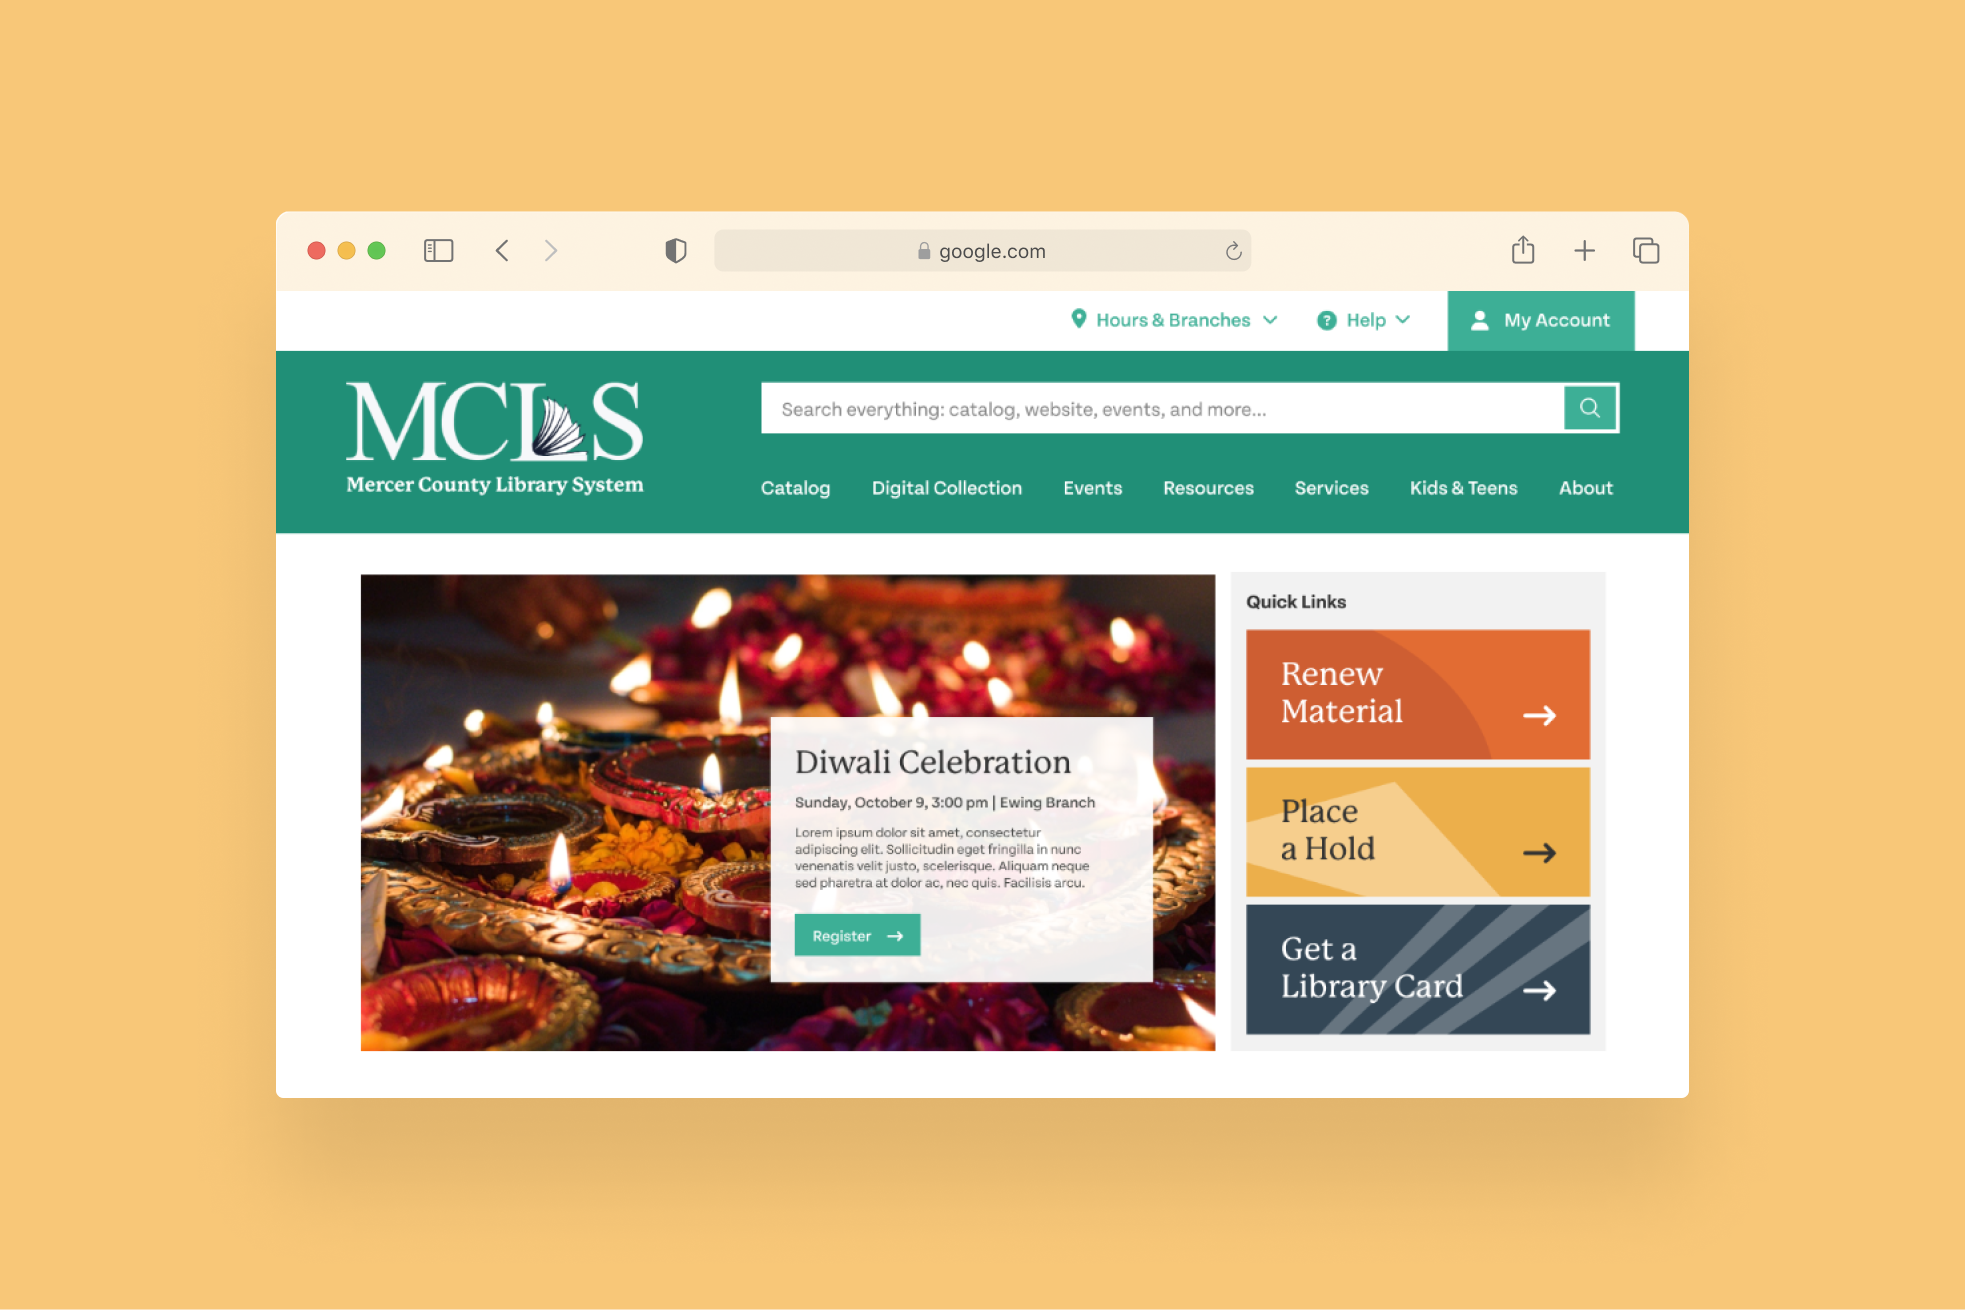 google.com
Hours & Branches
Help
My Account
MCLS
Mercer County Library System
Search everything: catalog, website, events, and more...
Catalog
Digital Collection
Events
Resources
Services
Kids & Teens
About
Diwali Celebration
Sunday, October 9, 3:00 pm | Ewing Branch
Lorem ipsum dolor sit amet, consectetur
adipiscing elit. Sollicitudin eget fringilla in nunc
venenatis velit justo, scelerisque. Aliquam neque
sed pharetra at dolor ac, nec quis. Facilisis arcu.
Register
Quick Links
Renew
Material
Place
a Hold
Get a
Library Card